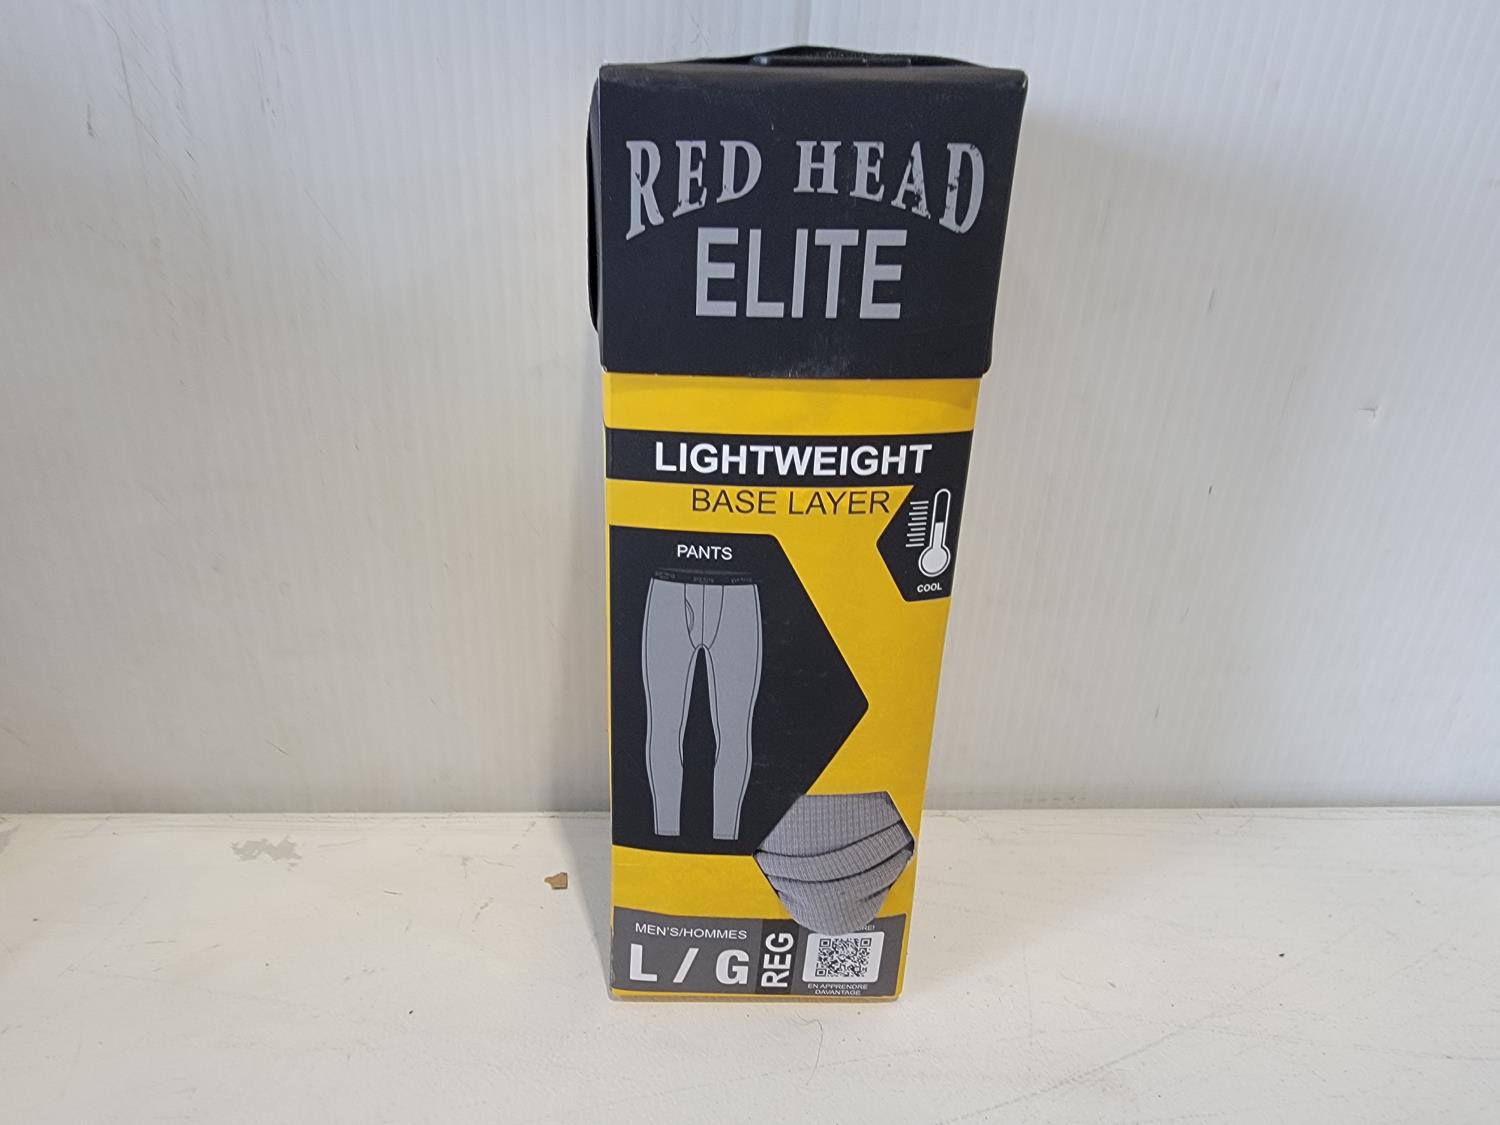 RED HEAD
ELITE
LIGHTWEIGHT
BASE LAYER
COOL
PANTS
MEN'S/HOMMES
L / G
REG
EN APPRENDRE
DAVANTAGE